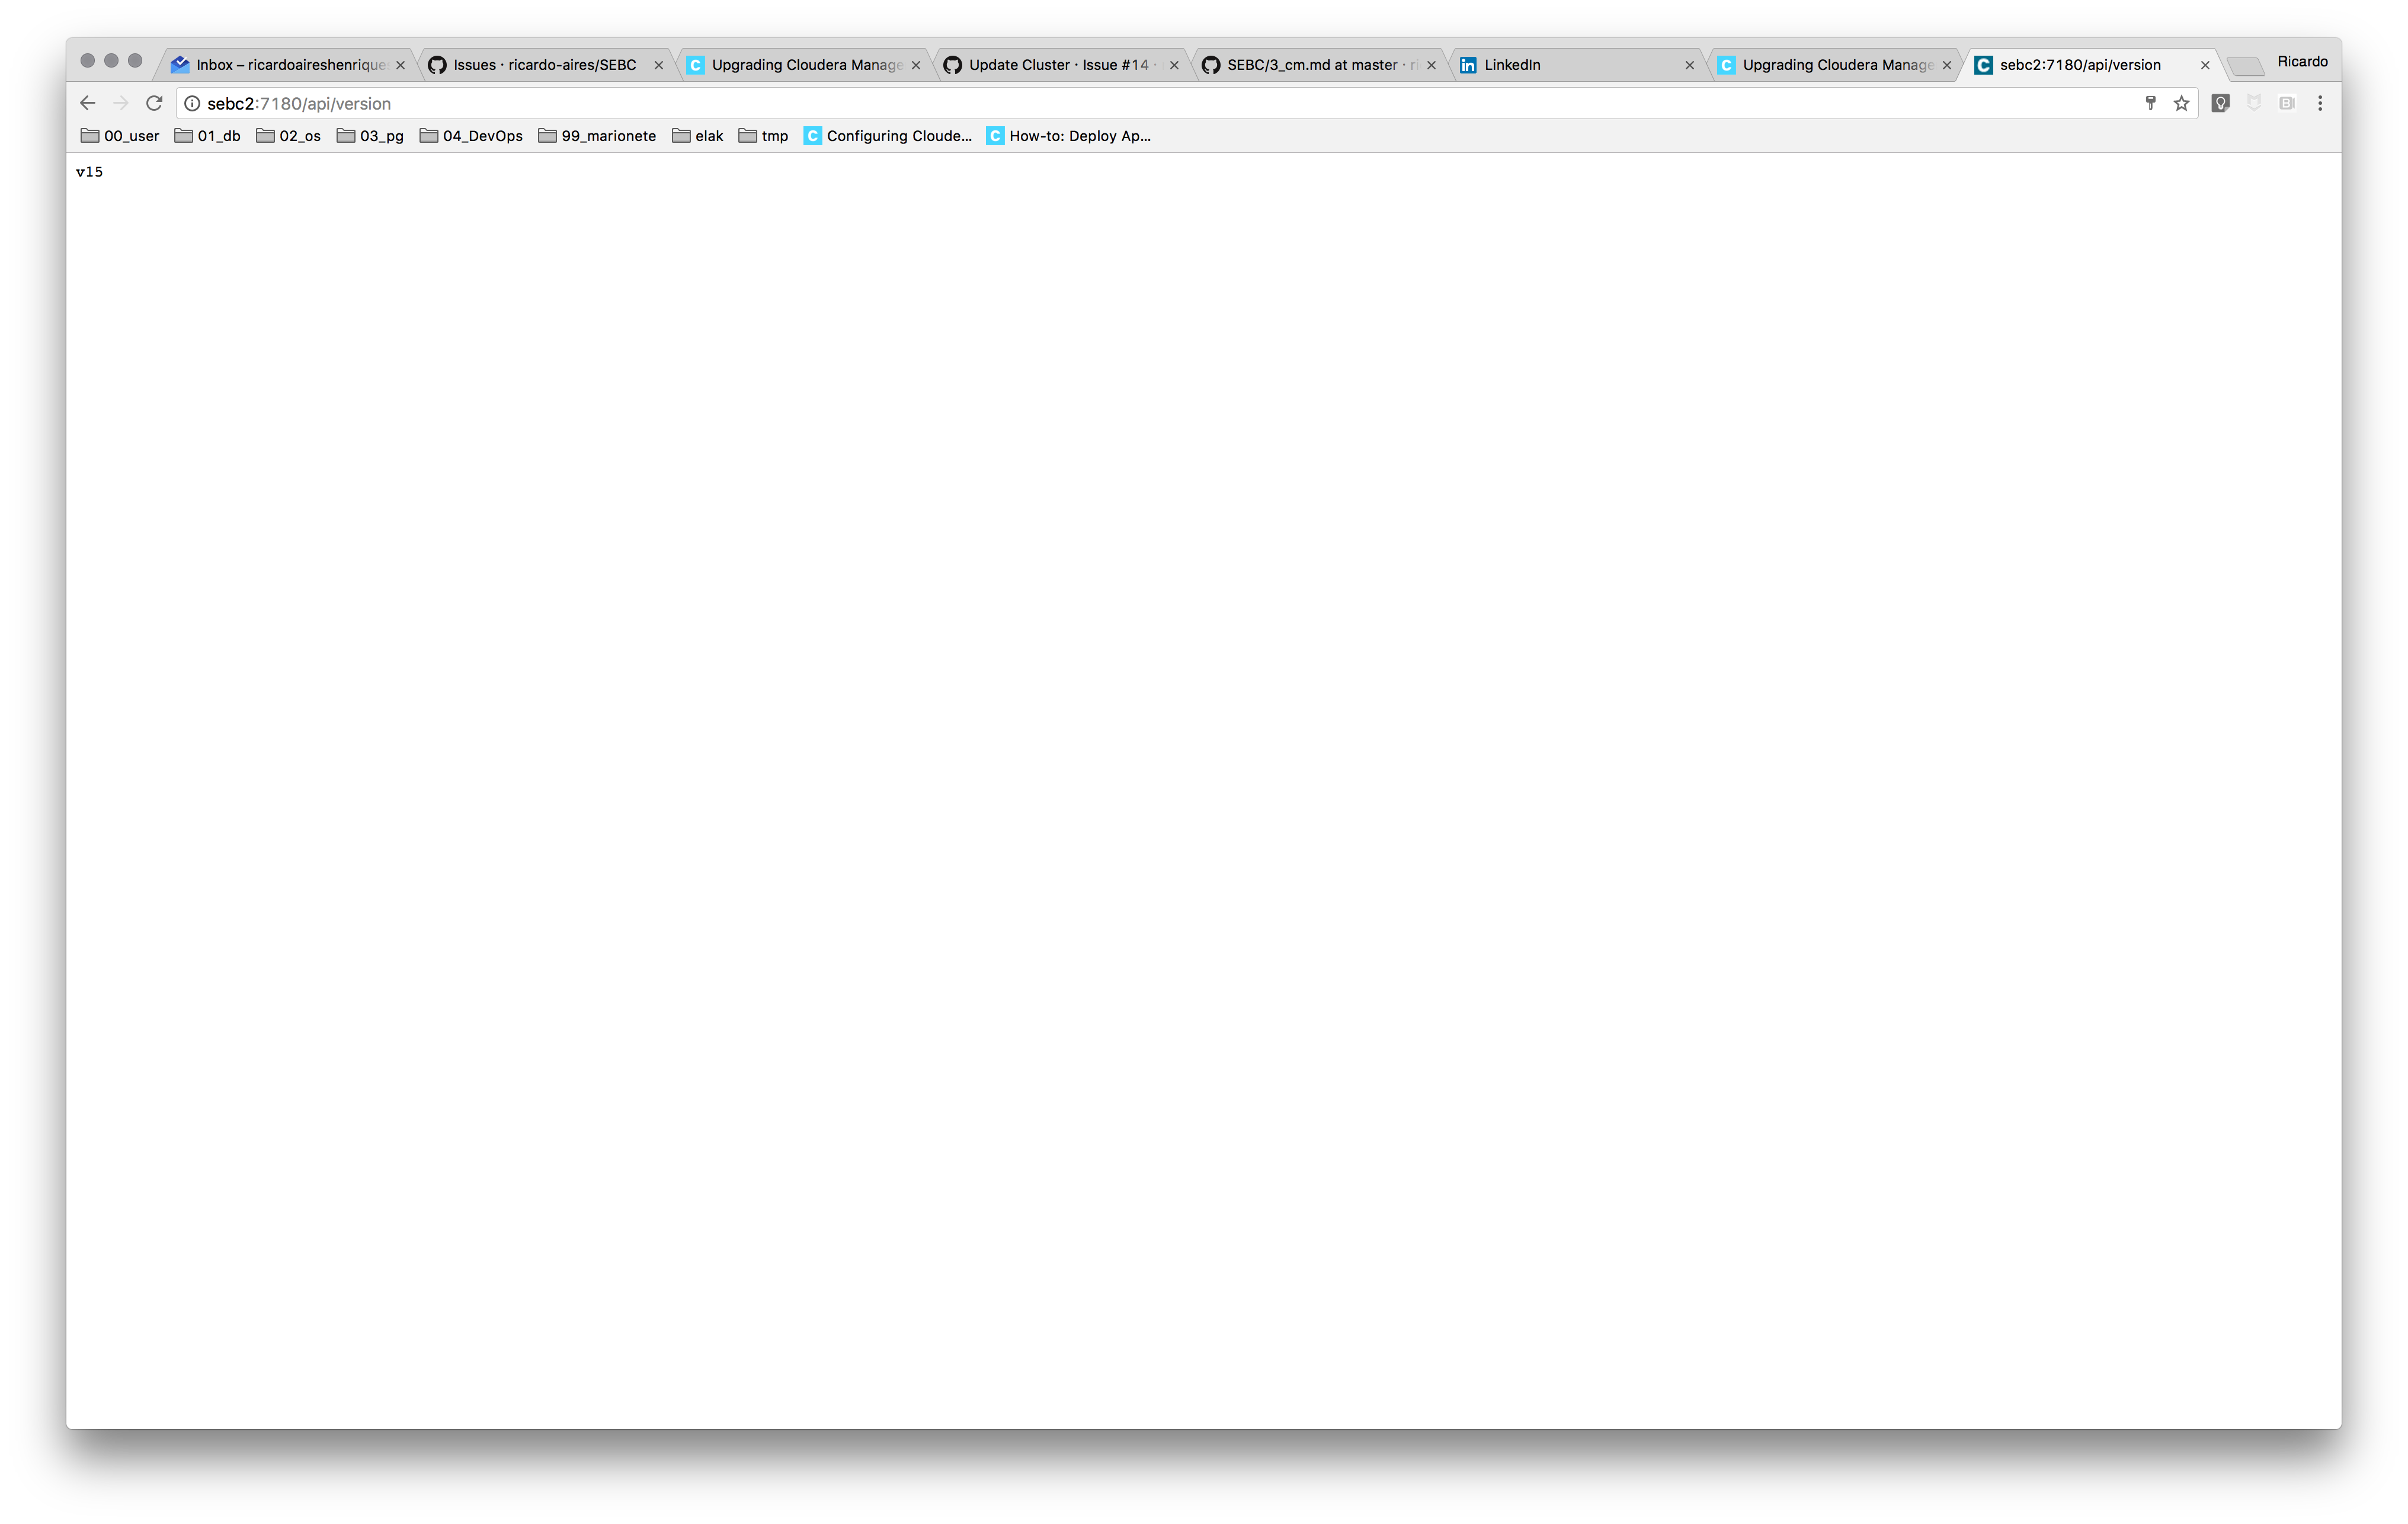 Inbox – ricardoaireshenrique
Issues · ricardo-aires/SEBC
C Upgrading Cloudera Manage
Update Cluster · Issue #14 ·
SEBC/3_cm.md at master · ri
in LinkedIn
C Upgrading Cloudera Manage
C sebc2:7180/api/version
Ricardo
sebc2:7180/api/version
00_user 01_db 02_os 03_pg 04_DevOps 99_marionete elak tmp C Configuring Cloude... C How-to: Deploy Ap...
v15